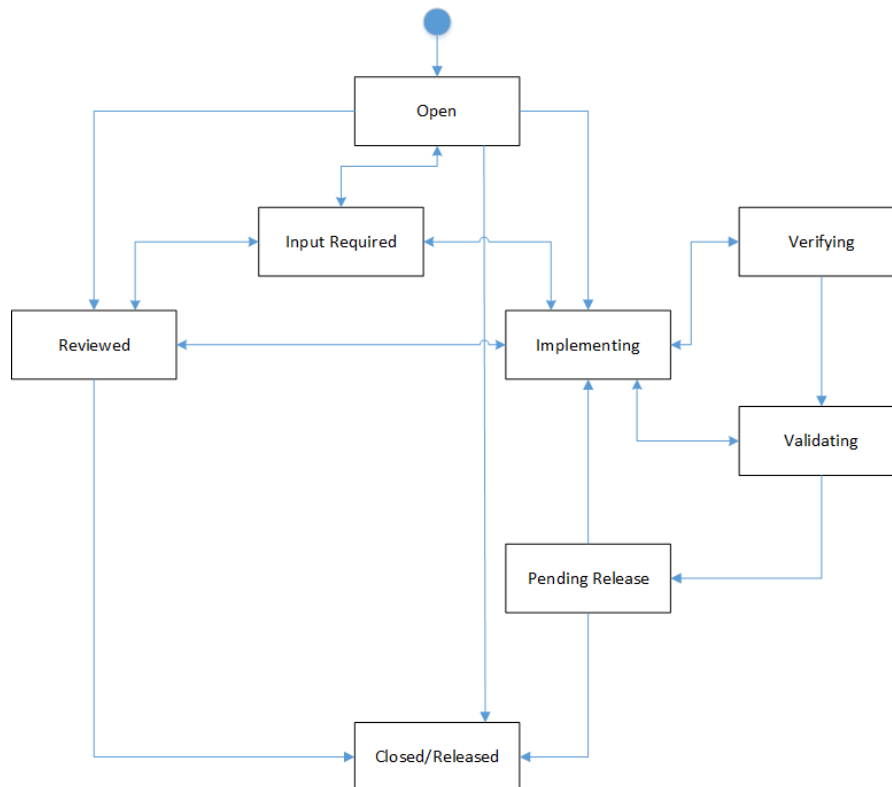 Open
Input Required
Verifying
Reviewed
Implementing
Validating
Pending Release
Closed/Released